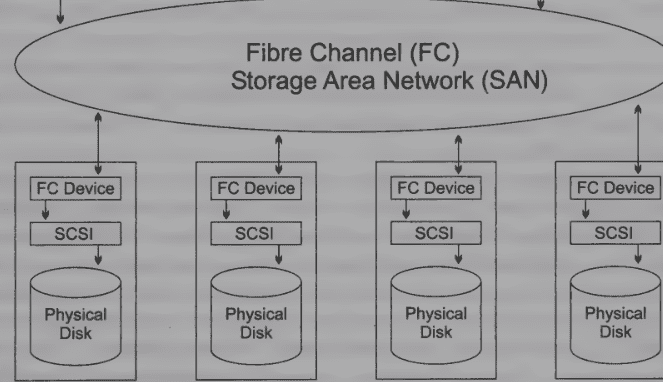 Fibre Channel (FC)
Storage Area Network (SAN)
FC Device
SCSI
Physical
Disk
FC Device
SCSI
Physical
Disk
FC Device
SCSI
Physical
Disk
FC Device
SCSI
Physical
Disk